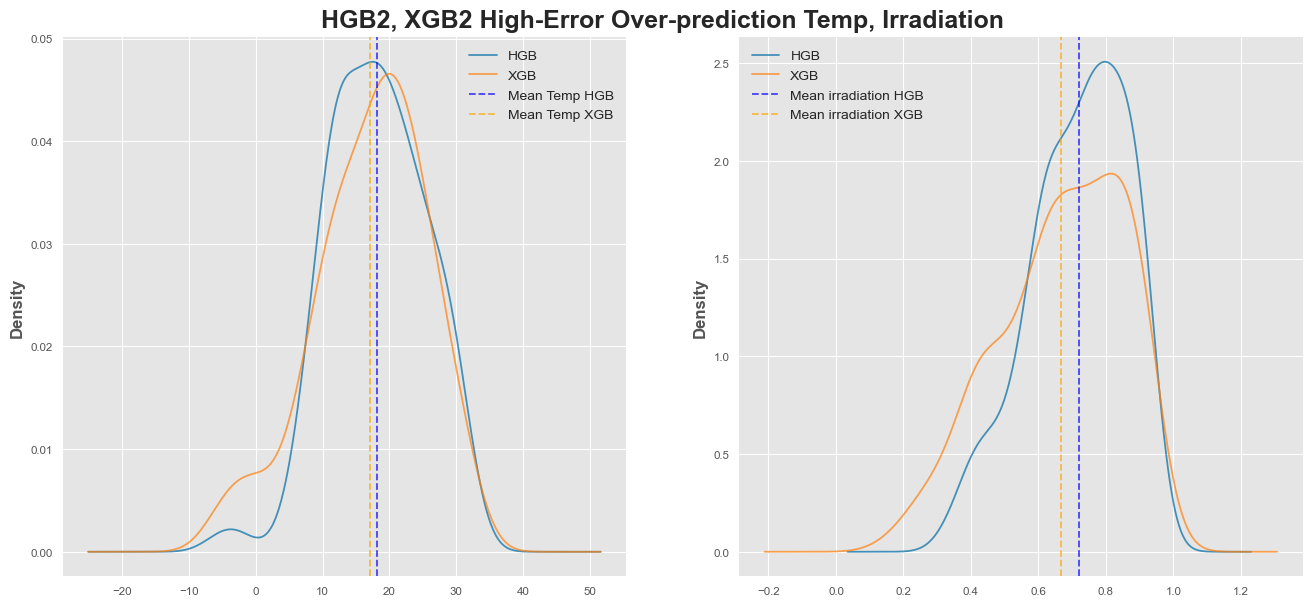 HGB2, XGB2 High-Error Over-prediction Temp, Irradiation
Density
0.05
0.04
0.03
0.02
0.01
0.00
−20
−10
0
10
20
30
40
50
HGB
XGB
Mean Temp HGB
Mean Temp XGB
Density
2.5
2.0
1.5
1.0
0.5
0.0
−0.2
0.0
0.2
0.4
0.6
0.8
1.0
1.2
HGB
XGB
Mean irradiation HGB
Mean irradiation XGB